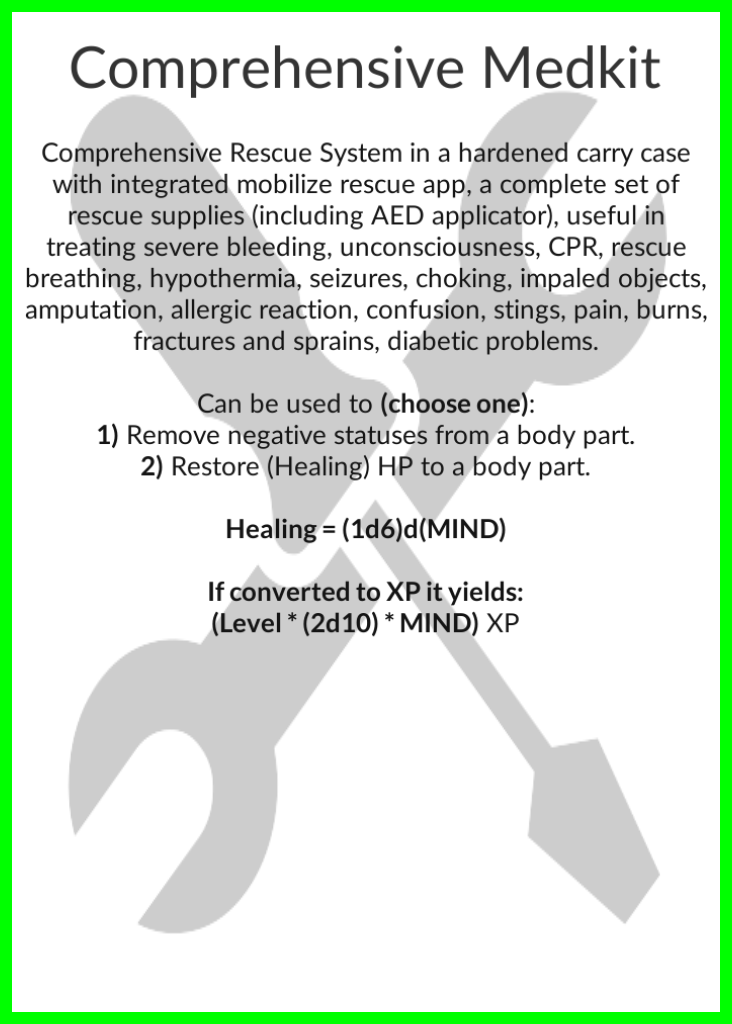 Comprehensive Medkit
Comprehensive Rescue System in a hardened carry case
with integrated mobilize rescue app, a complete set of
rescue supplies (including AED applicator), useful in
treating severe bleeding, unconsciousness, CPR, rescue
breathing, hypothermia, seizures, choking, impaled objects,
amputation, allergic reaction, confusion, stings, pain, burns,
fractures and sprains, diabetic problems.
Can be used to (choose one):
1) Remove negative statuses from a body part.
2) Restore (Healing) HP to a body part.
Healing = (1d6)d(MIND)
If converted to XP it yields:
(Level * (2d10) * MIND) XP